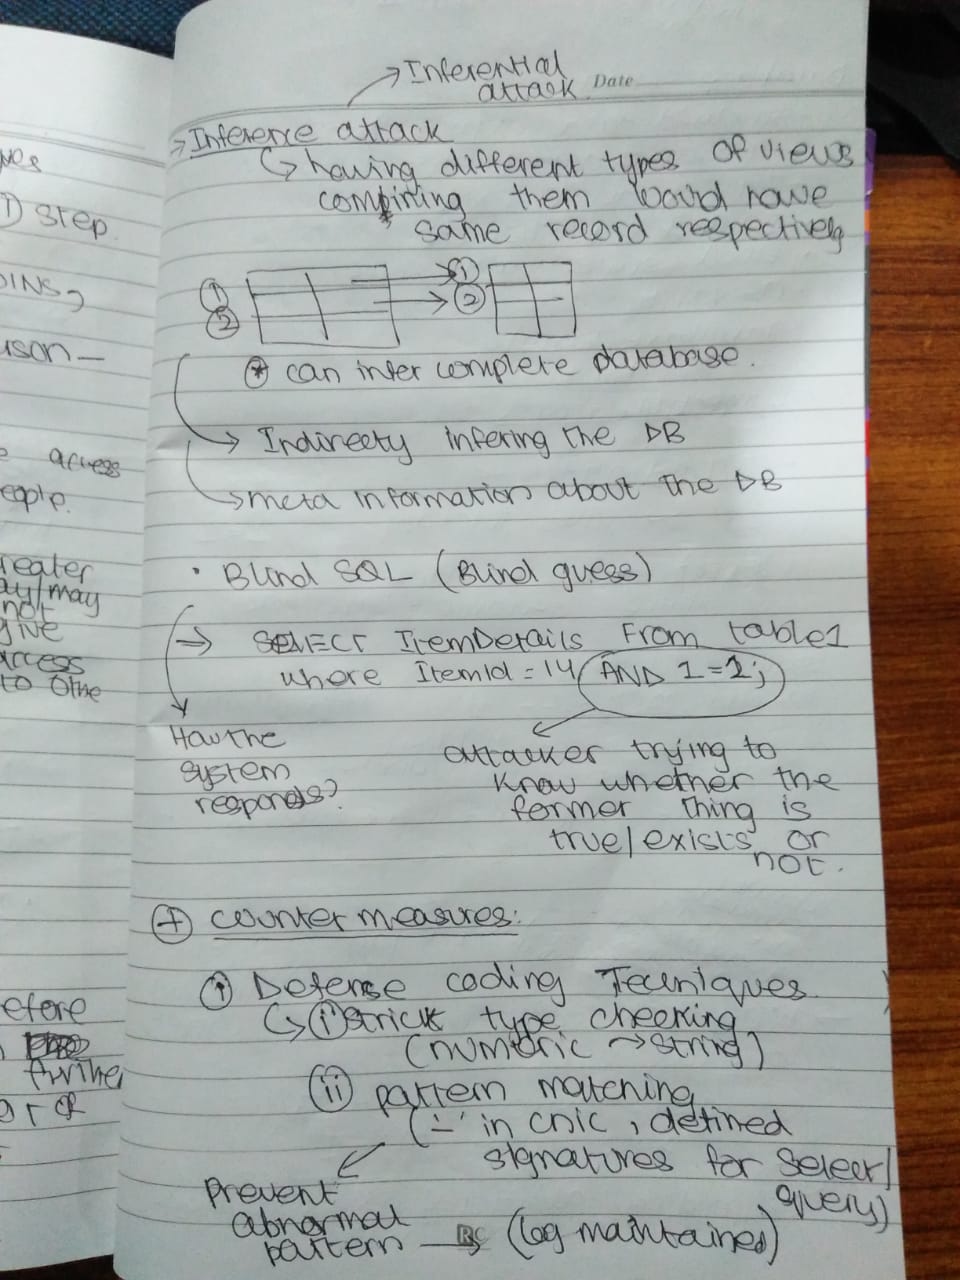 → Inferential
attack
Date
→ Inference attack
↳ having different types of views
combining them would have
same record respectively
① ①
② ②
⊛ can infer complete database.
→ Indirecty infering the DB
→ meta information about the DB
• Blind SQL (Blind guess)
→ SELECT ItemDetails From table1
where ItemId = 14 AND 1=2;
How the
system
responds?
attacker trying to
know whether the
former thing is
true/exists or
not.
⊕ counter measures:
① Defense coding Techniques
↳ ⓘ strick type checking
(numeric → string)
ⓘⓘ pattern matching
('-' in cnic, defined
signatures for select/
query)
Prevent
abnormal
pattern → (log maintained)
RC
ves
① step
OINS,
uson -
access
eople.
reater
ay/may
not
give
access
to othe
efore
further
or of